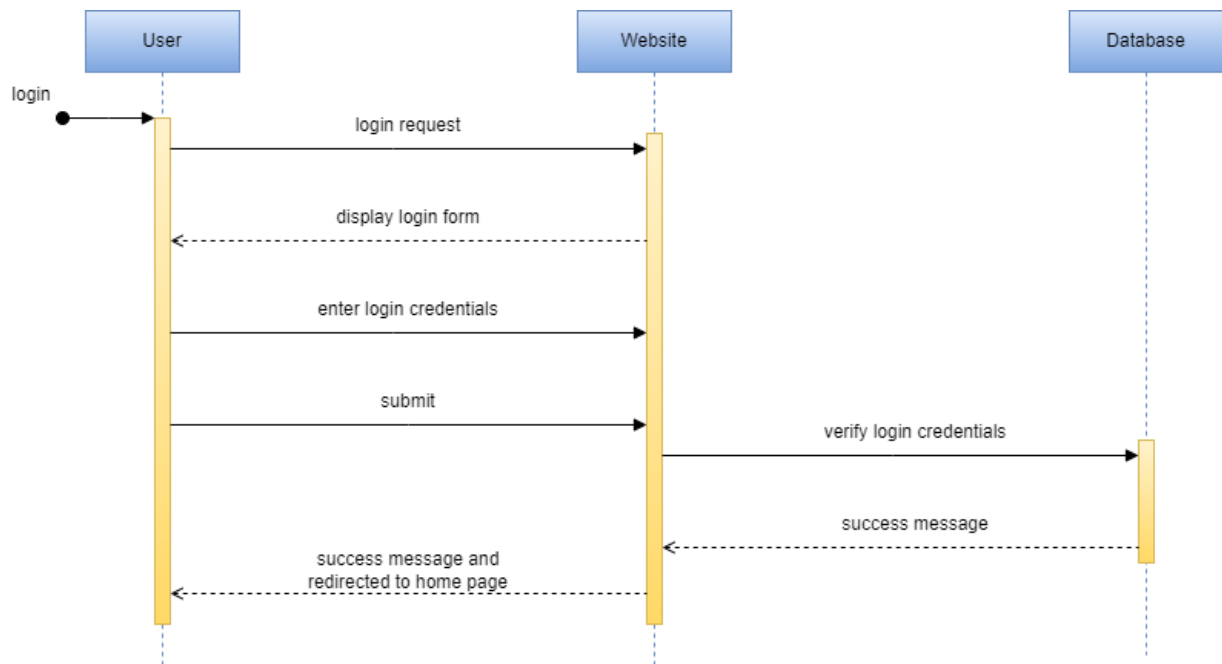 User
Website
Database
login
login request
display login form
enter login credentials
submit
verify login credentials
success message
success message and
redirected to home page